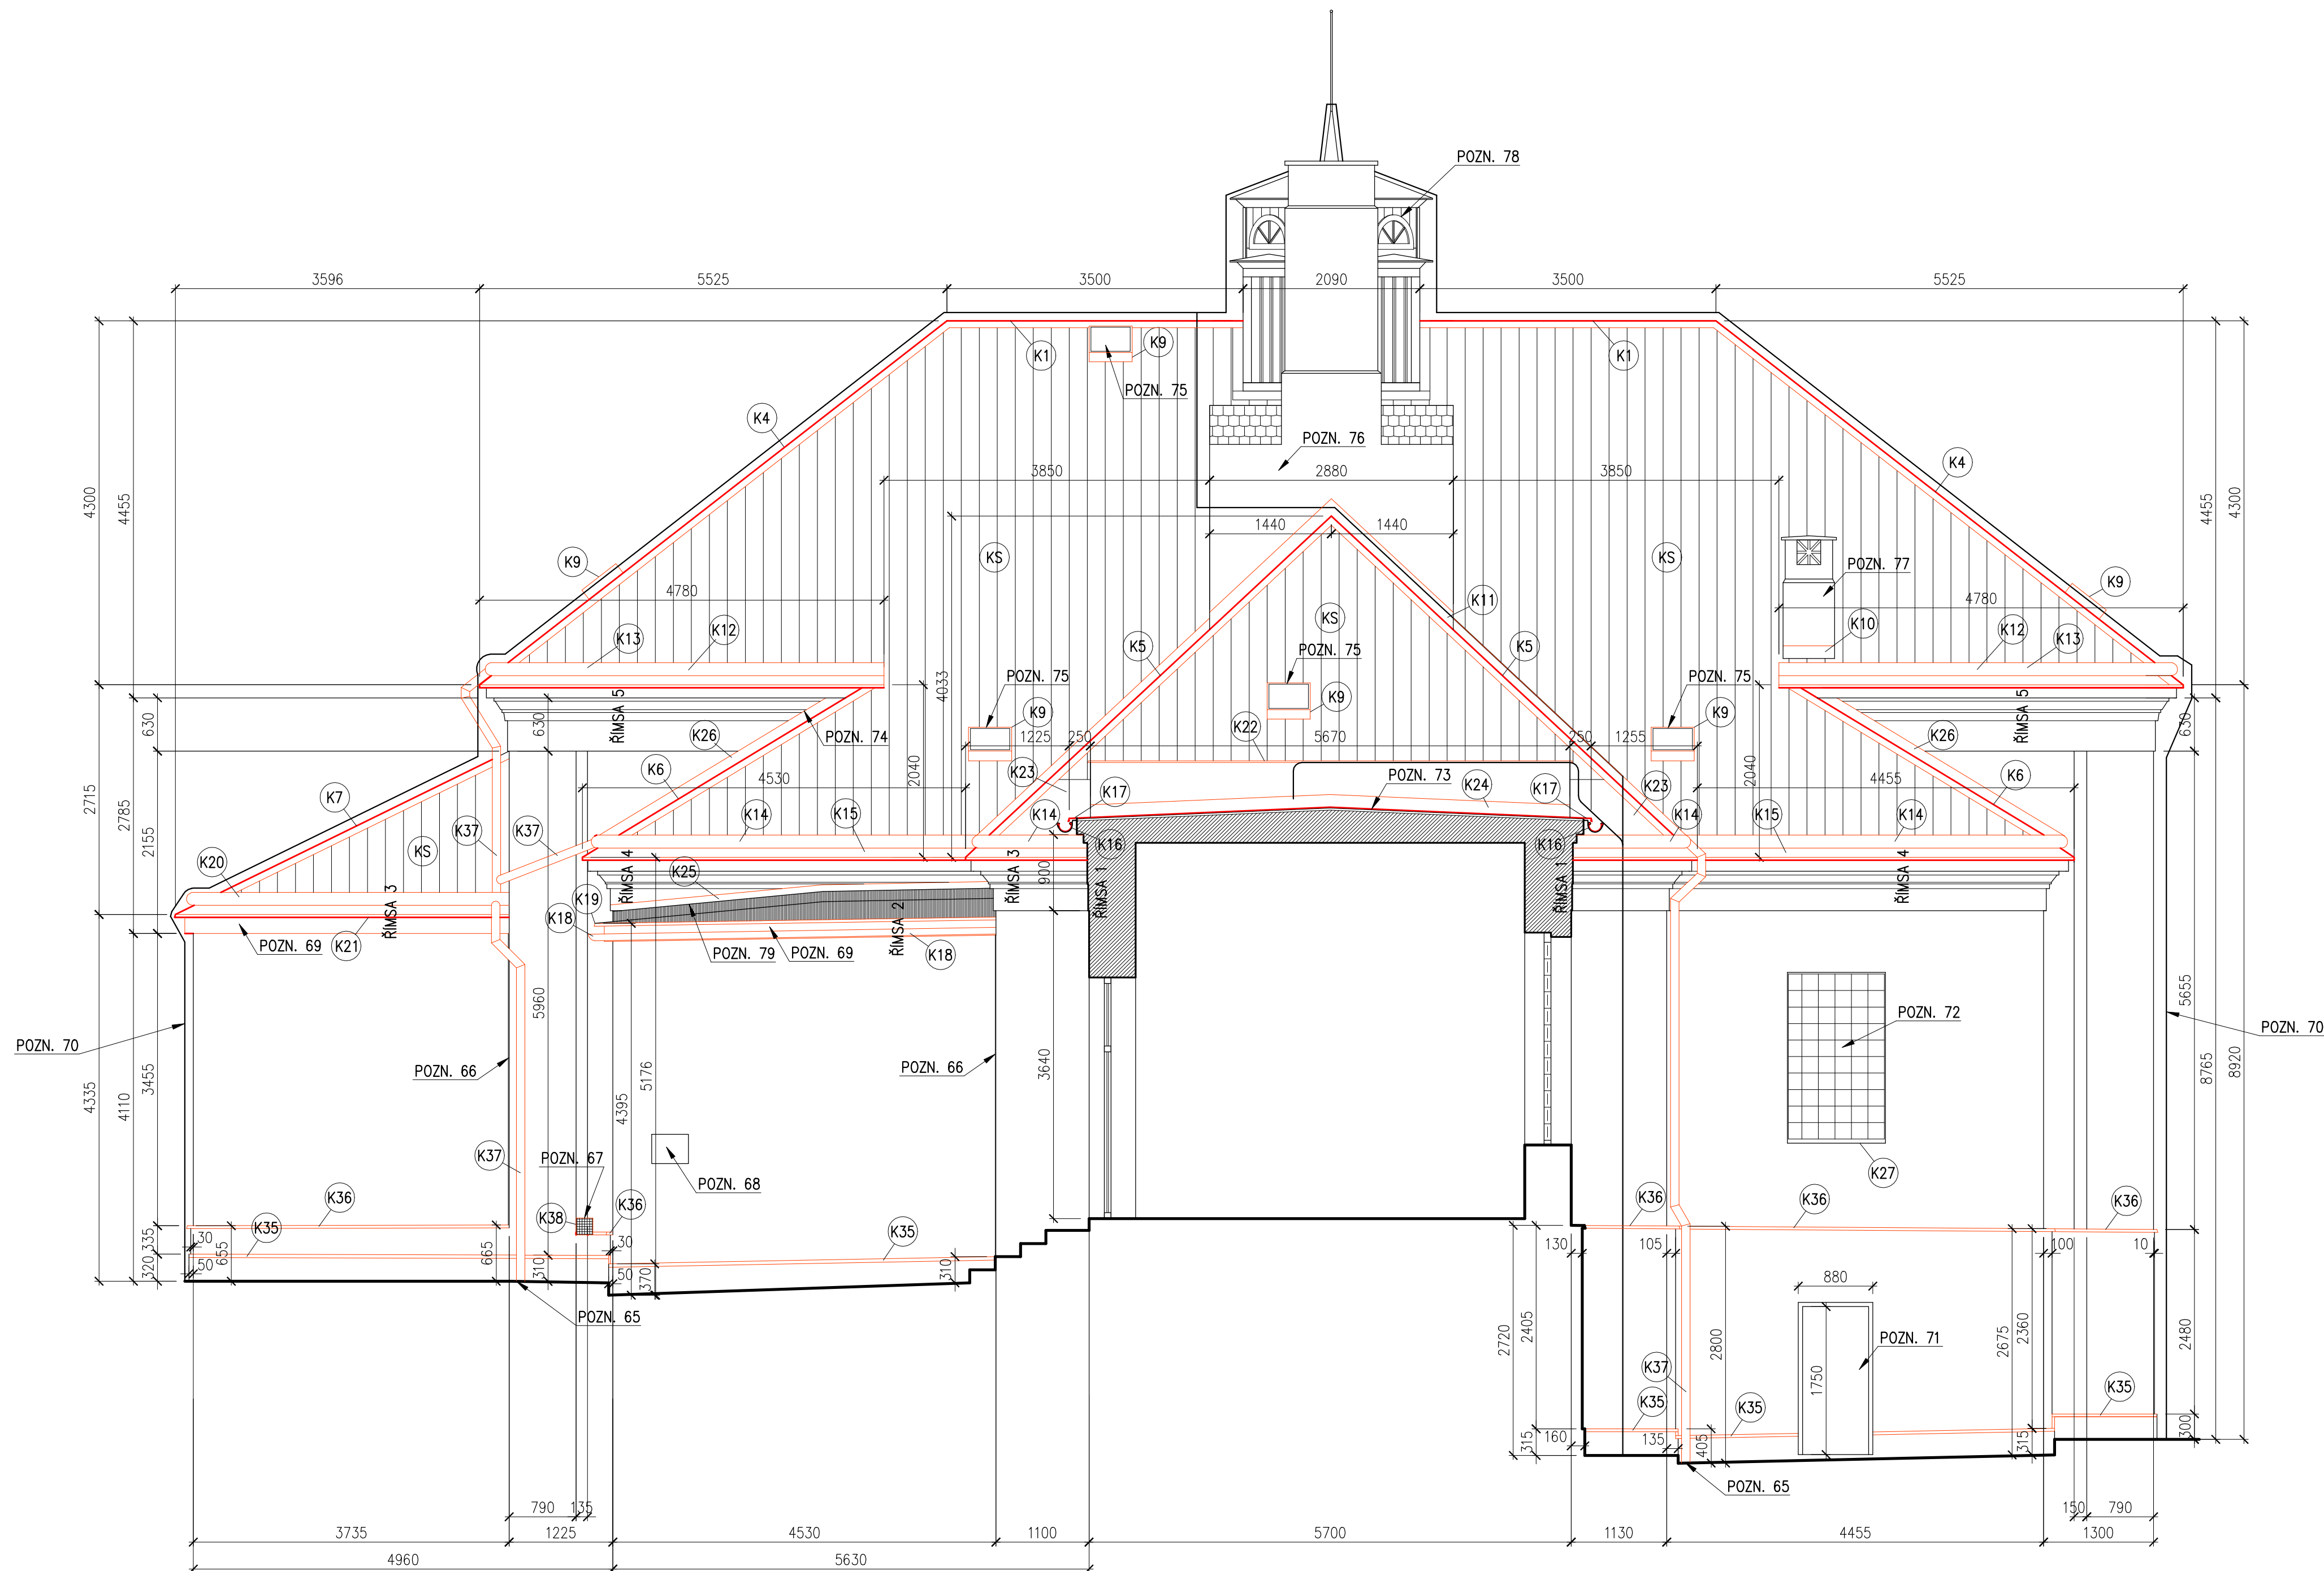 POZN. 78
3596 5525 3500 2090 3500 5525
K1 K9 K1
POZN. 75
K4
POZN. 76
K4
3850 2880 3850
4300 4455 4455 4300
1440 1440
K9 KS KS POZN. 77 K9
4780 K11 4780
KS
K13 K12 K5 K5 K10 K12 K13
POZN. 75
POZN. 75 POZN. 75
4033
K9
630 630 ŘÍMSA 5 K26 POZN. 74 K9 K22 K9 K26 ŘÍMSA 5 630
1225 250 5670 250 1255
K6 4530 2040 K23 POZN. 73 K24 K23 2040 4455 K6
K7 K17 K17
2715 2785 2155
K37 K37 K14 K15 K14 K16 K16 K14 K15 K14
KS
K20 ŘÍMSA 3 ŘÍMSA 4 K25 ŘÍMSA 3 900 ŘÍMSA 1 ŘÍMSA 1 ŘÍMSA 4
K19
K18 ŘÍMSA 2
POZN. 69 K21 POZN. 79 POZN. 69 K18
5960 5655
POZN. 72
POZN. 70 POZN. 70
POZN. 66 POZN. 66
4335 4110 3455 4395 5176 3640 8765 8920
K37 POZN. 67
POZN. 68 K27
K36 K38 K36 K36 K36 K36
K35 K35
335 30 655 665 30 130 105 100 10
320 50 310 50 370 310
880
POZN. 65
2720 2405 2800 2675 2360 2480
POZN. 71
K37 1750
K35 K35 K35
315 160 135 405 315 300
POZN. 65
790 135 150 790
3735 1225 4530 1100 5700 1130 4455 1300
4960 5630